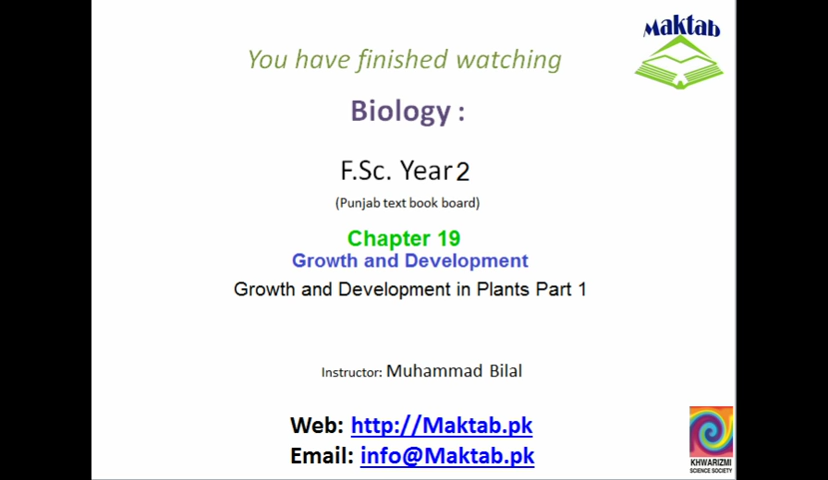 Maktab
You have finished watching
Biology :
F.Sc. Year 2
(Punjab text book board)
Chapter 19
Growth and Development
Growth and Development in Plants Part 1
Instructor: Muhammad Bilal
Web: http://Maktab.pk
Email: info@Maktab.pk
KHWARIZMI
SCIENCE SOCIETY